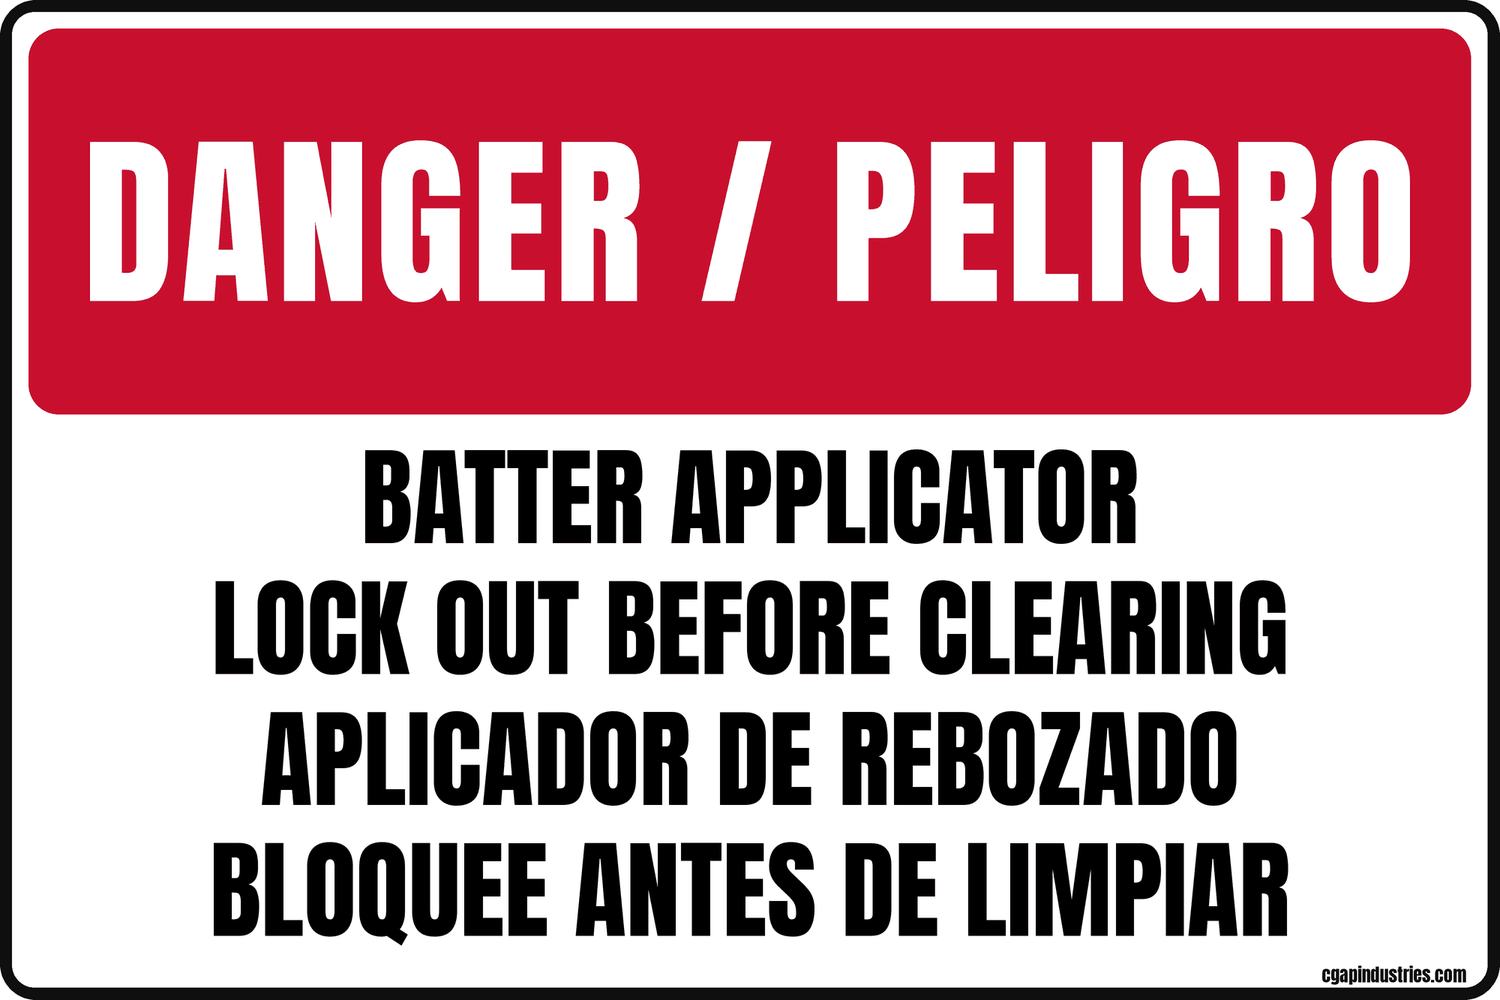 DANGER / PELIGRO
BATTER APPLICATOR
LOCK OUT BEFORE CLEARING
APLICADOR DE REBOZADO
BLOQUEE ANTES DE LIMPIAR
cgapindustries.com